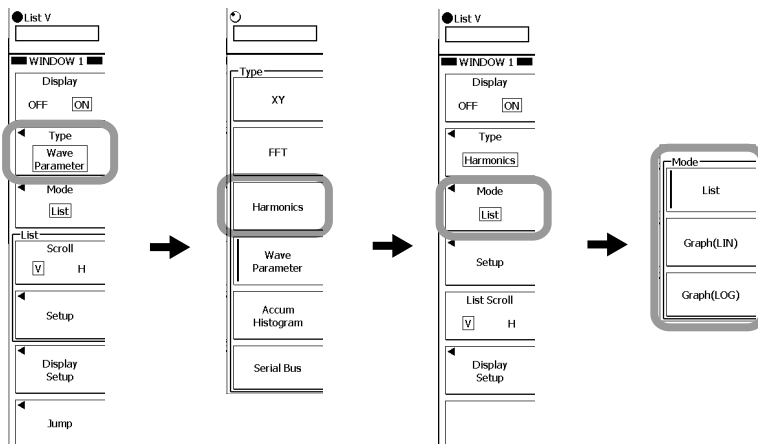 List V
WINDOW 1
Display
OFF ON
Type
Wave
Parameter
Mode
List
List
Scroll
V H
Setup
Display
Setup
Jump
Type
XY
FFT
Harmonics
Wave
Parameter
Accum
Histogram
Serial Bus
List V
WINDOW 1
Display
OFF ON
Type
Harmonics
Mode
List
Setup
List Scroll
V H
Display
Setup
Mode
List
Graph(LIN)
Graph(LOG)